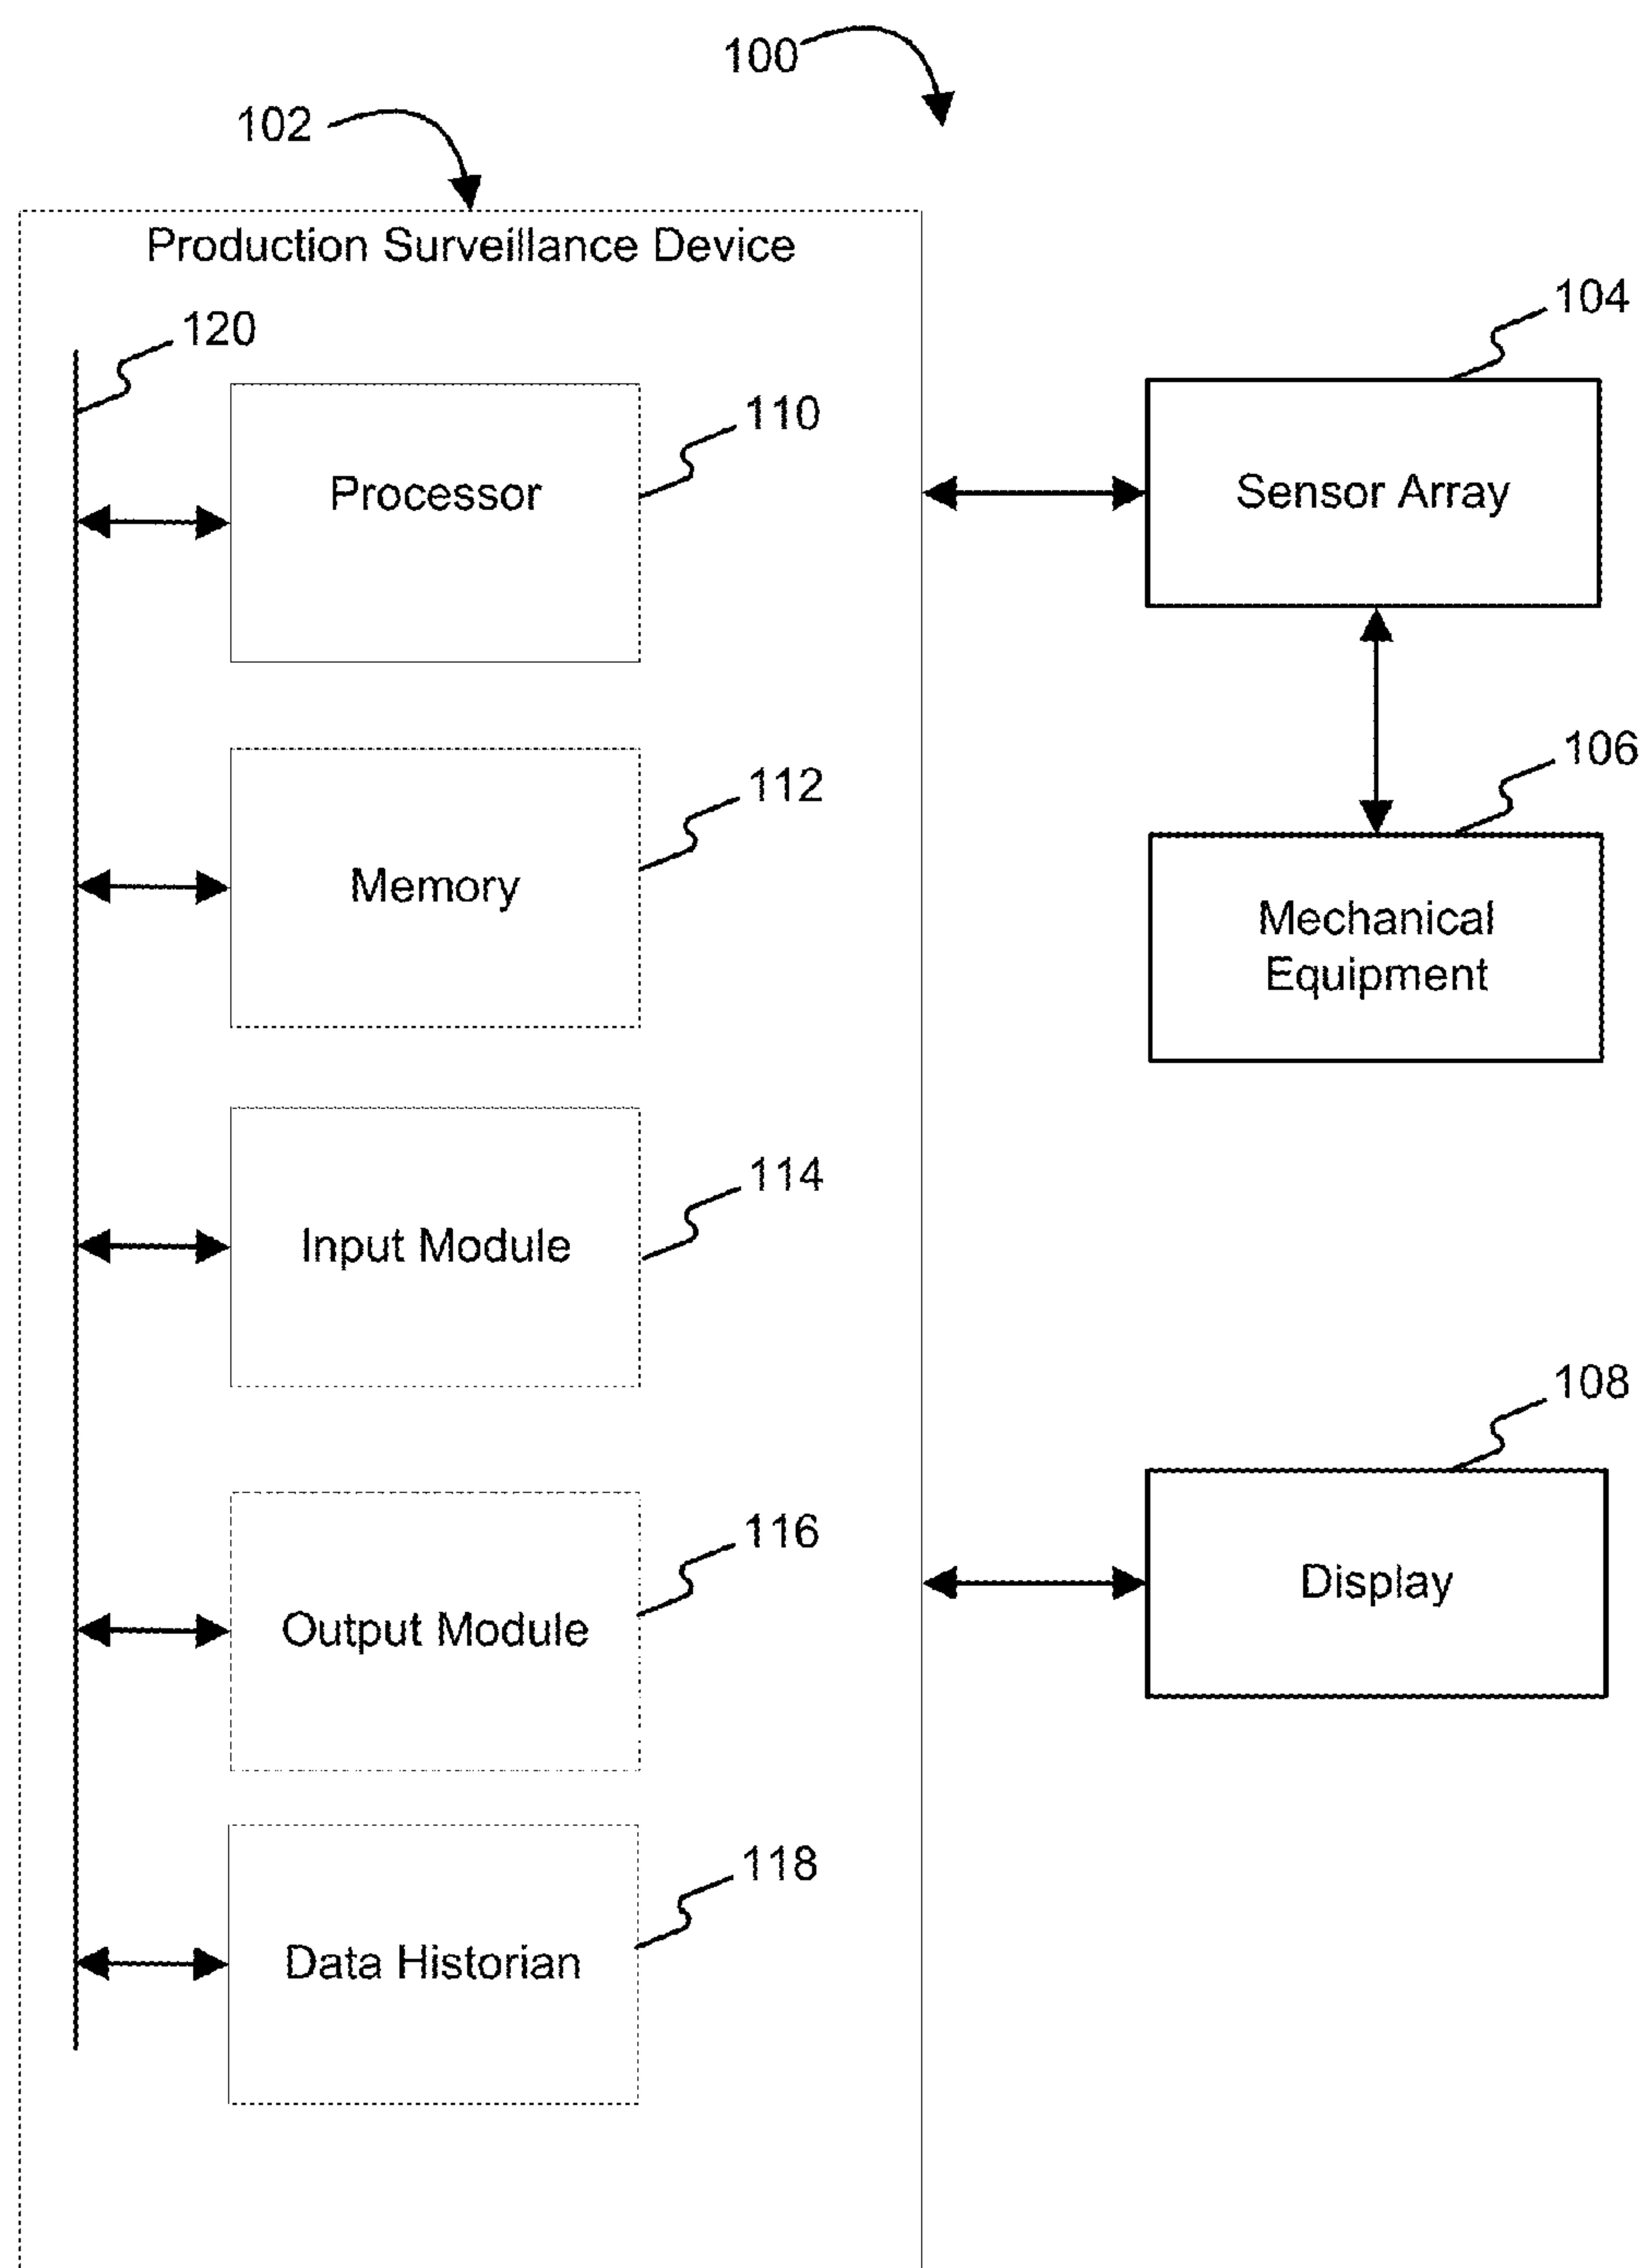 100
102
Production Surveillance Device
120
104
110
Processor
Sensor Array
112
106
Memory
Mechanical
Equipment
114
Input Module
108
116
Output Module
Display
118
Data Historian